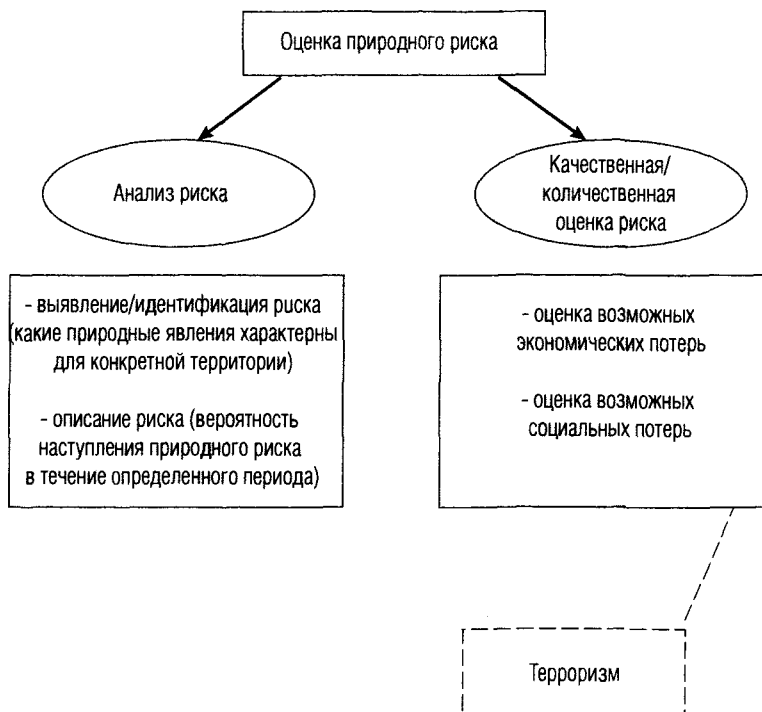 Оценка природного риска
Анализ риска
Качественная/
количественная
оценка риска
- выявление/идентификация риска
(какие природные явления характерны
для конкретной территории)
- описание риска (вероятность
наступления природного риска
в течение определенного периода)
- оценка возможных
экономических потерь
- оценка возможных
социальных потерь
Терроризм